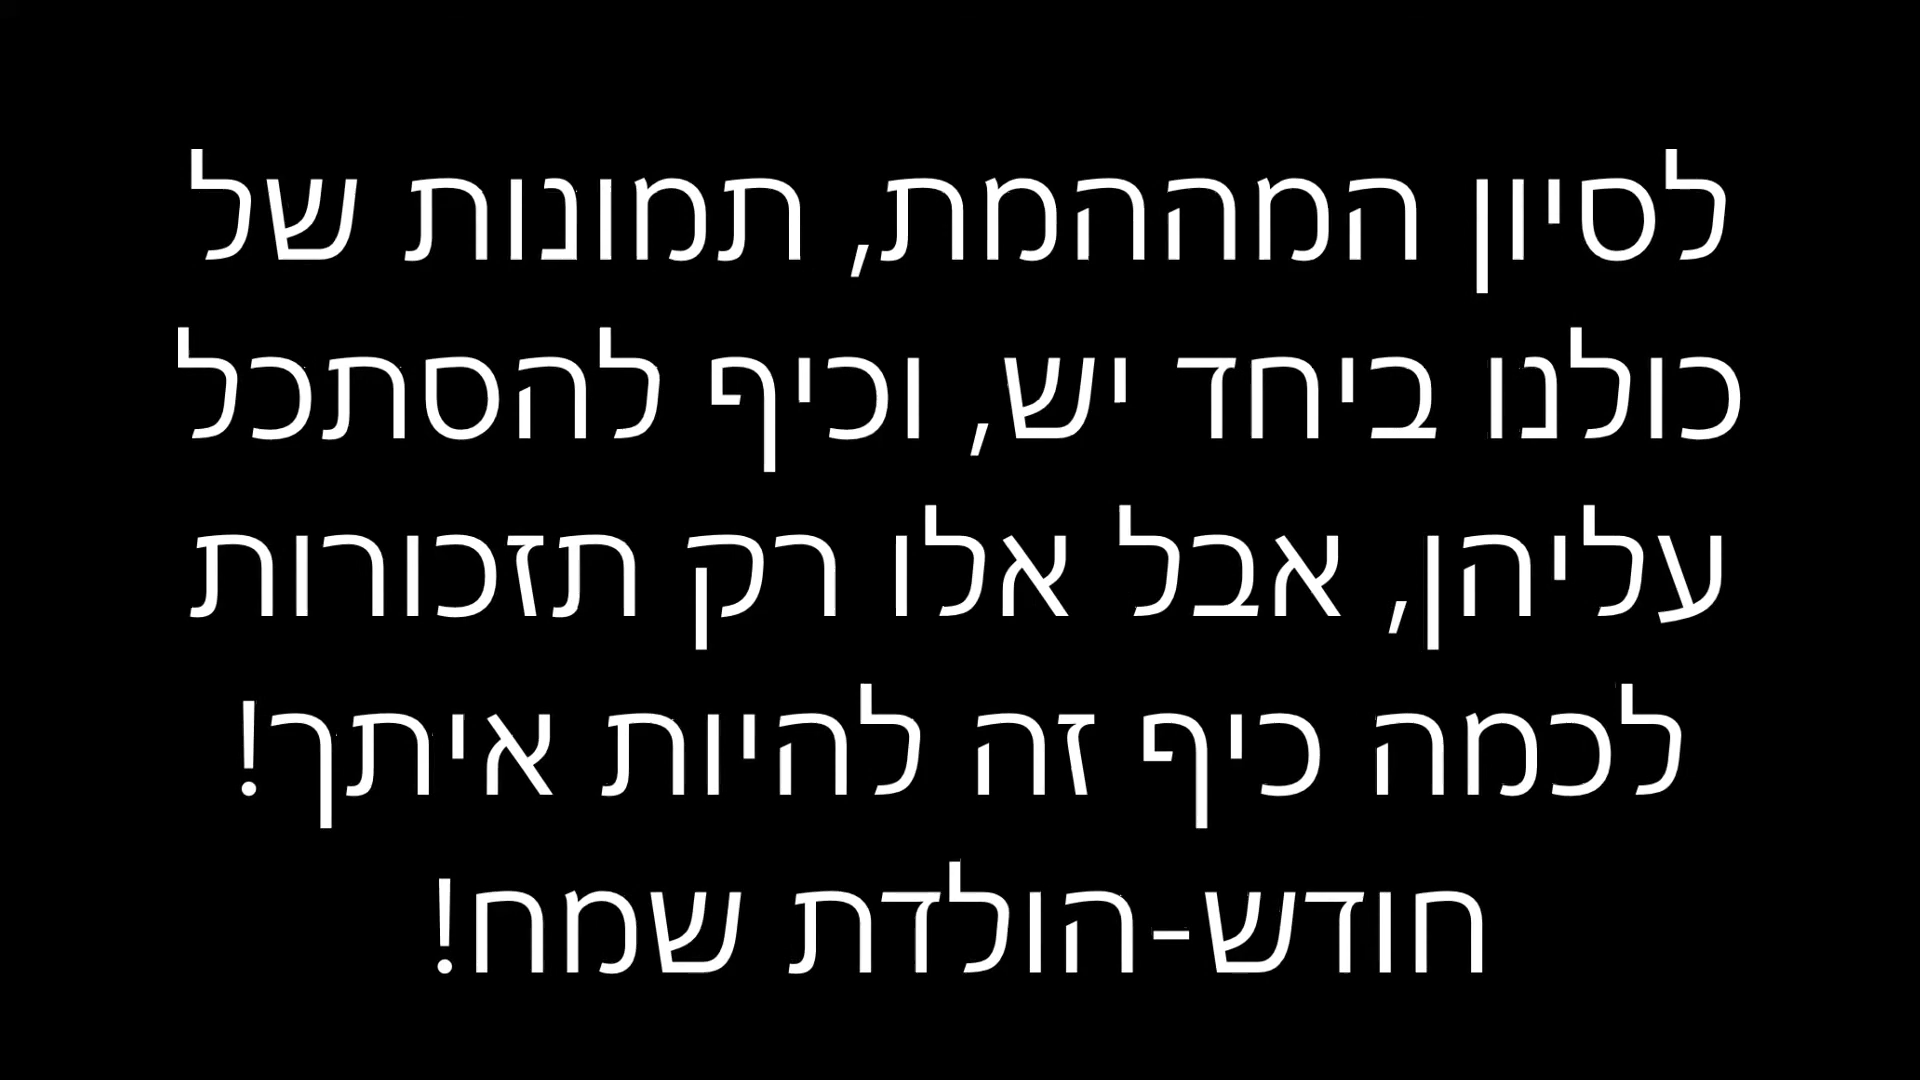 לסיון המההמת, תמונות של
כולנו ביחד יש, וכיף להסתכל
עליהן, אבל אלו רק תזכורות
לכמה כיף זה להיות איתך!
חודש-הולדת שמח!